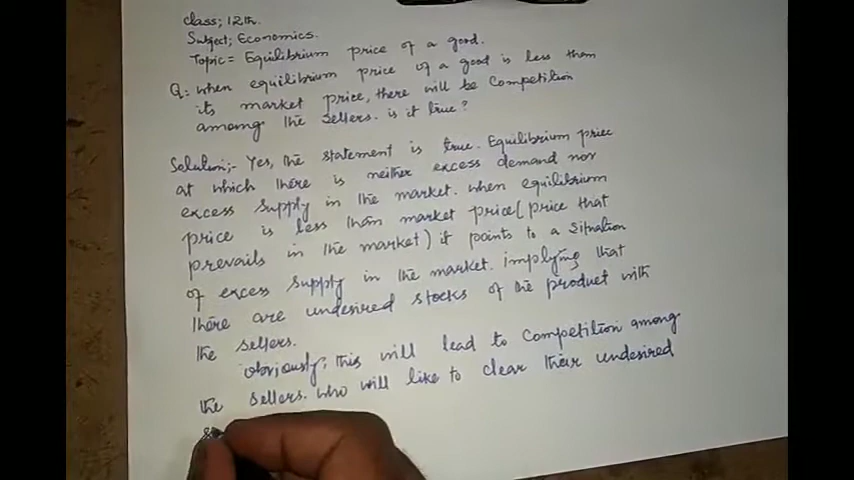 Class; 12th.
Subject; Economics.
Topic = Equilibrium price of a good.
Q: when equilibrium price of a good is less them
its market price, there will be competition
among the sellers. is it true?
Solution;- Yes, the statement is true. Equilibrium price
at which there is neither excess demand nor
excess supply in the market. when equilibrium
price is less than market price (price that
prevails in the market) it points to a situation
of excess supply in the market. implying that
there are undesired stocks of the product with
the sellers.
obviously, this will lead to competition among
the sellers. who will like to clear their undesired